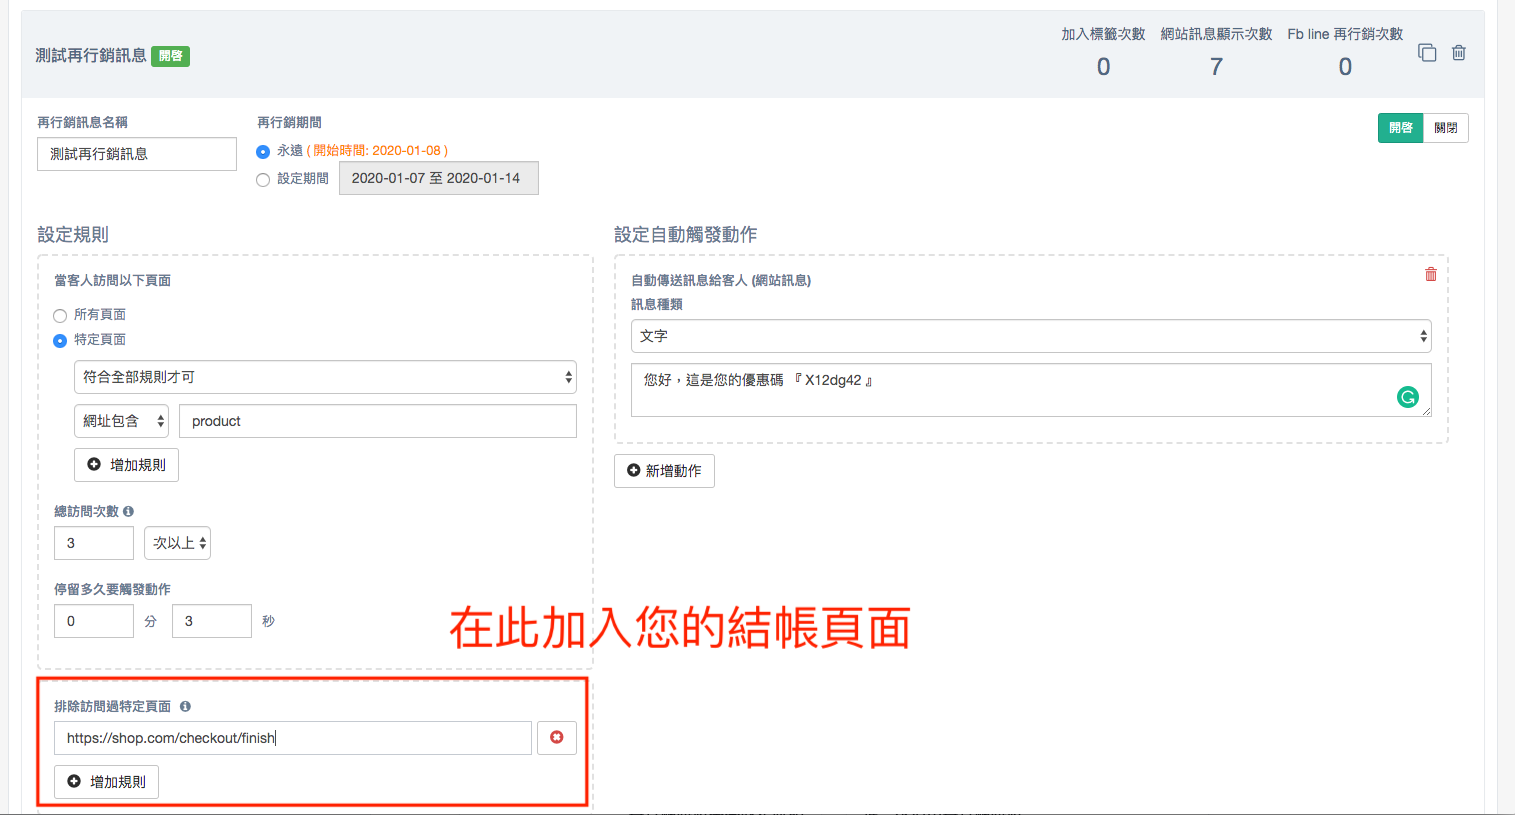 測試再行銷訊息 開啓
加入標籤次數 網站訊息顯示次數 Fb line 再行銷次數
0 7 0
再行銷訊息名稱 再行銷期間
測試再行銷訊息
永遠 ( 開始時間: 2020-01-08 )
設定期間 2020-01-07 至 2020-01-14
開啓 關閉
設定規則
當客人訪問以下頁面
所有頁面
特定頁面
符合全部規則才可
網址包含 product
增加規則
總訪問次數
3 次以上
停留多久要觸發動作
0 分 3 秒
設定自動觸發動作
自動傳送訊息給客人 (網站訊息)
訊息種類
文字
您好，這是您的優惠碼 『 X12dg42 』
新增動作
在此加入您的結帳頁面
排除訪問過特定頁面
https://shop.com/checkout/finish
增加規則